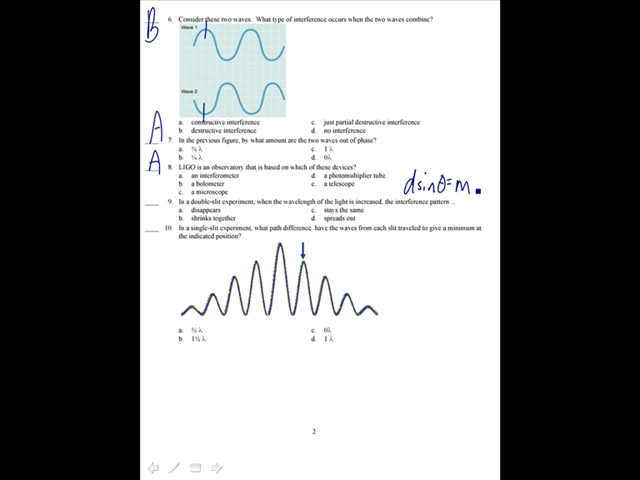 B 6. Consider these two waves. What type of interference occurs when the two waves combine?
Wave 1
Wave 2
a. constructive interference c. just partial destructive interference
b. destructive interference d. no interference
A 7. In the previous figure, by what amount are the two waves out of phase?
a. ½ λ c. 1 λ
b. ¼ λ d. 0λ
A 8. LIGO is an observatory that is based on which of these devices?
a. an interferometer d. a photomultiplier tube
b. a bolometer e. a telescope
c. a microscope
dsinθ=m
9. In a double-slit experiment, when the wavelength of the light is increased, the interference pattern ...
a. disappears c. stays the same
b. shrinks together d. spreads out
10. In a single-slit experiment, what path difference have the waves from each slit traveled to give a minimum at
the indicated position?
a. ½ λ c. 0λ
b. 1½ λ d. 1 λ
2